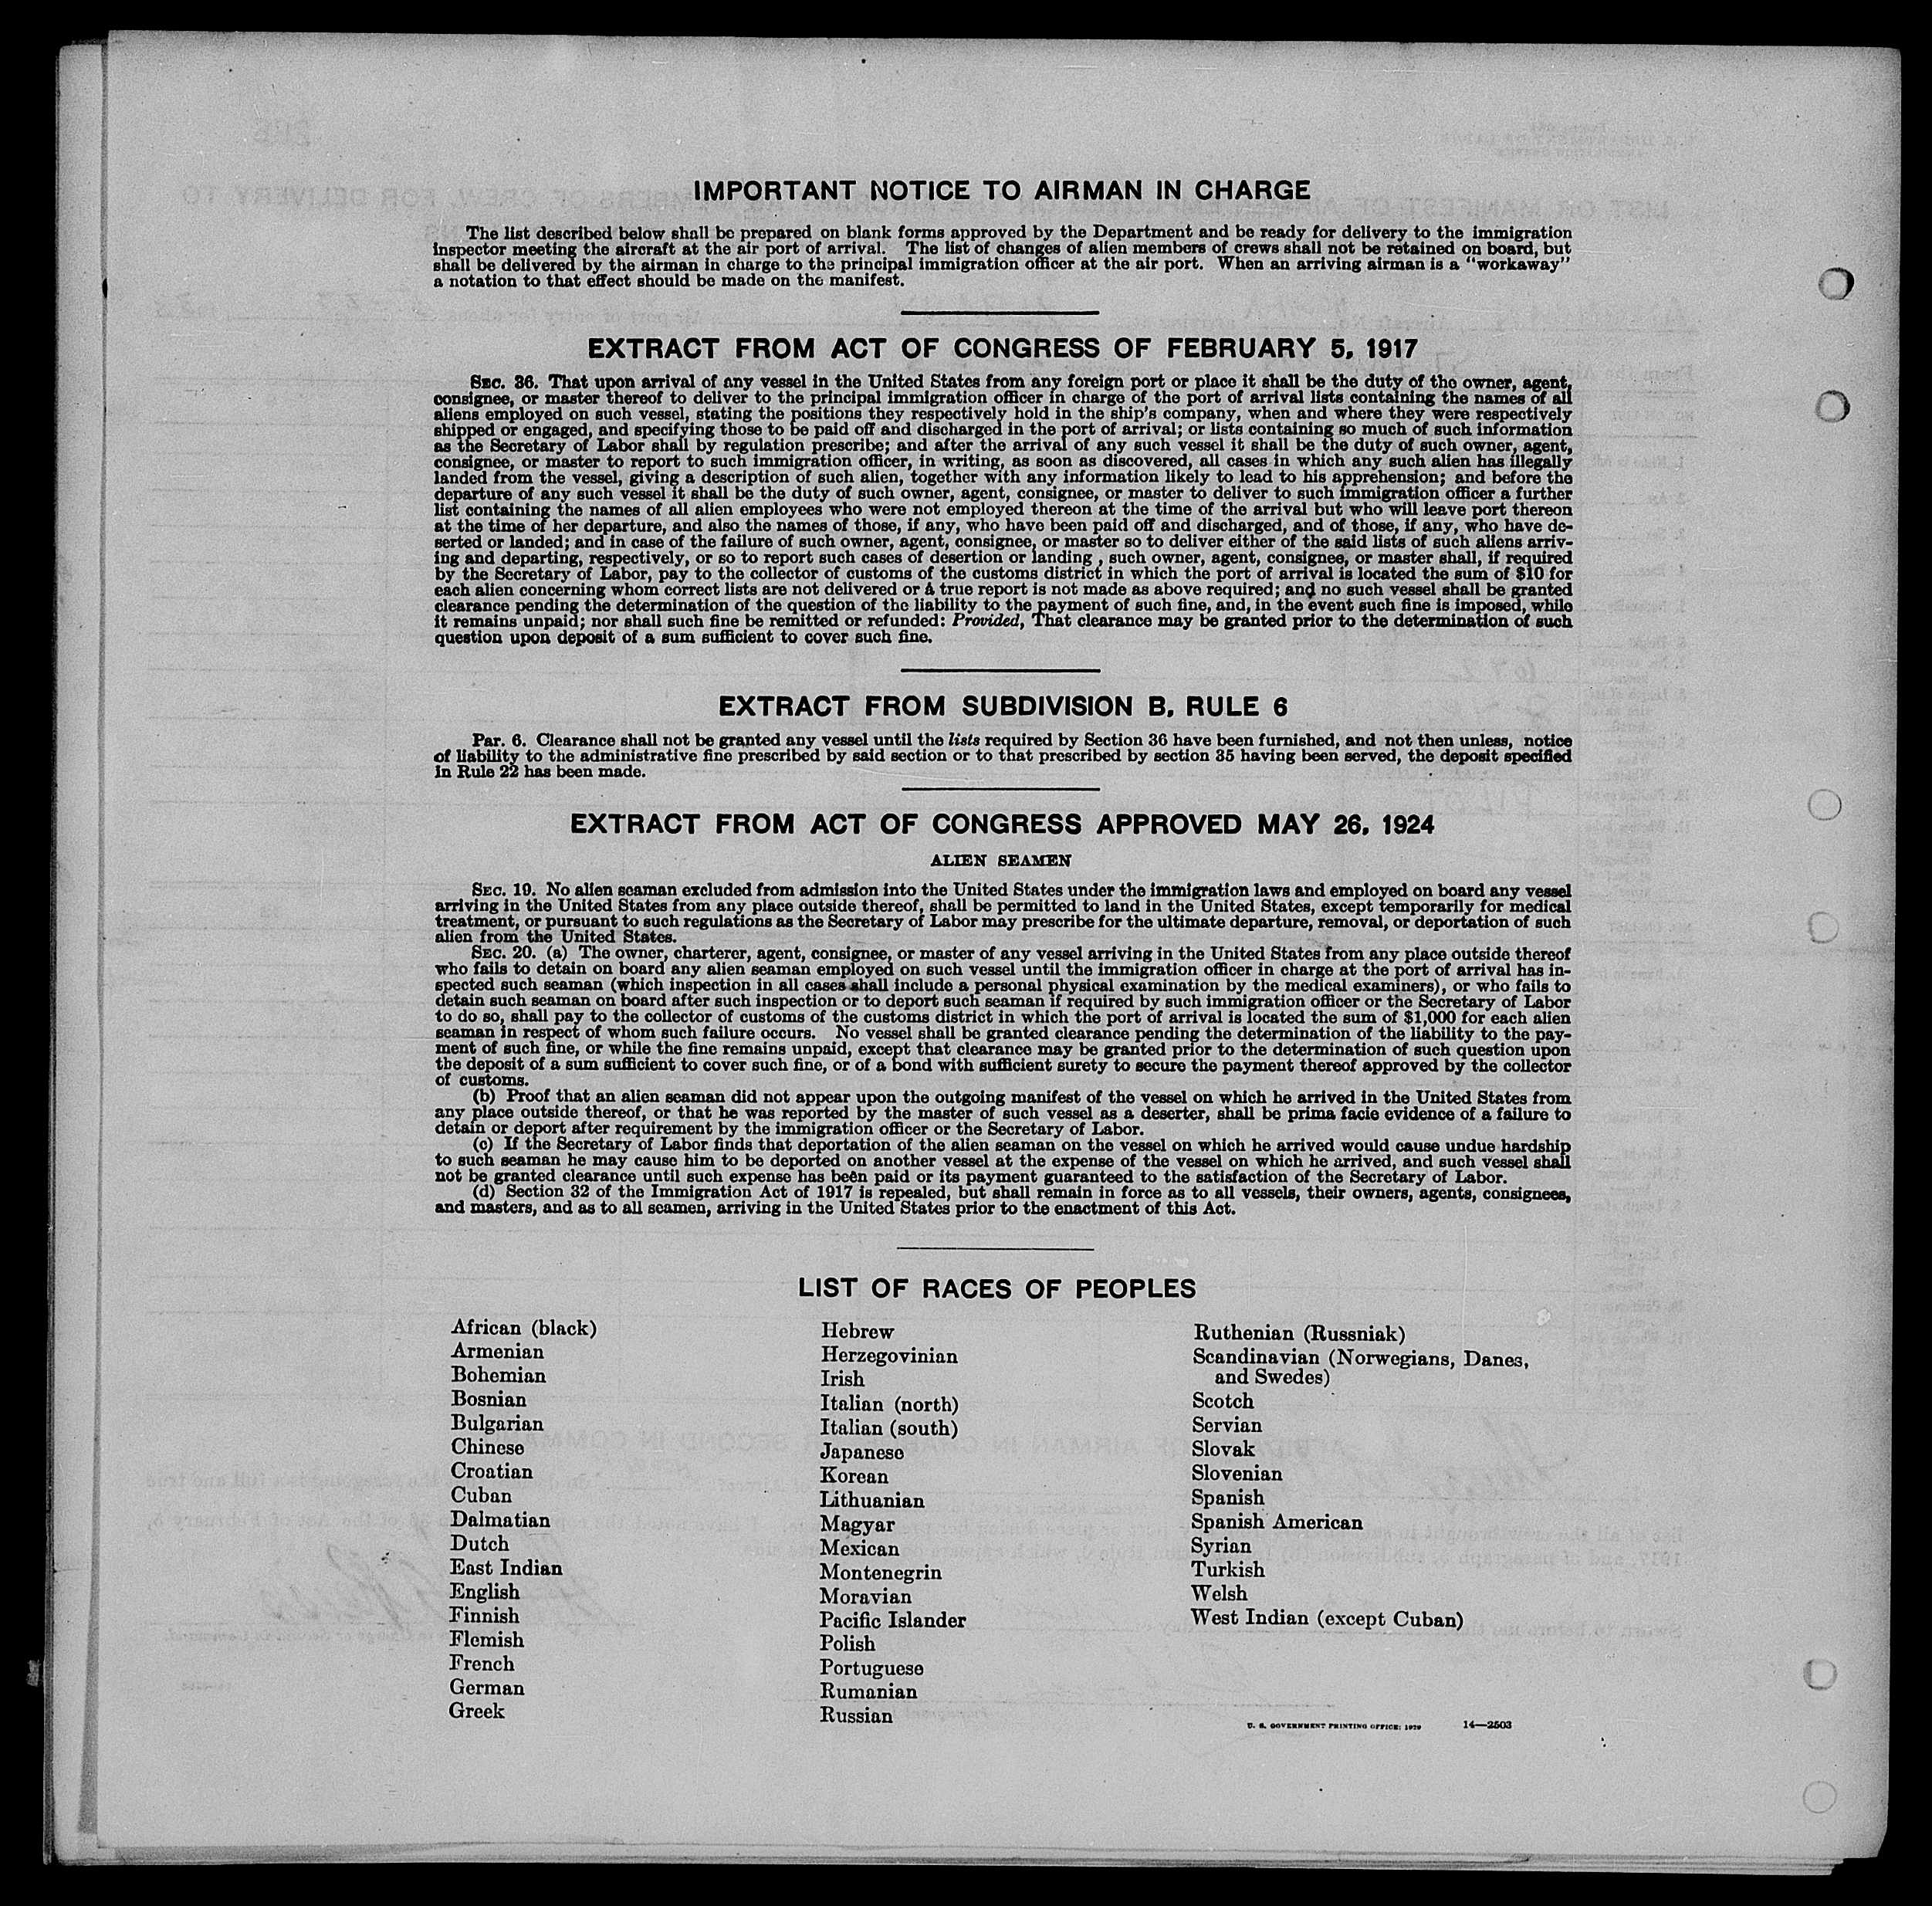 IMPORTANT NOTICE TO AIRMAN IN CHARGE
The list described below shall be prepared on blank forms approved by the Department and be ready for delivery to the immigration
inspector meeting the aircraft at the air port of arrival. The list of changes of alien members of crews shall not be retained on board, but
shall be delivered by the airman in charge to the principal immigration officer at the air port. When an arriving airman is a "workaway"
a notation to that effect should be made on the manifest.
EXTRACT FROM ACT OF CONGRESS OF FEBRUARY 5, 1917
SEC. 36. That upon arrival of any vessel in the United States from any foreign port or place it shall be the duty of the owner, agent,
consignee, or master thereof to deliver to the principal immigration officer in charge of the port of arrival lists containing the names of all
aliens employed on such vessel, stating the positions they respectively hold in the ship's company, when and where they were respectively
shipped or engaged, and specifying those to be paid off and discharged in the port of arrival; or lists containing so much of such information
as the Secretary of Labor shall by regulation prescribe; and after the arrival of any such vessel it shall be the duty of such owner, agent,
consignee, or master to report to such immigration officer, in writing, as soon as discovered, all cases in which any such alien has illegally
landed from the vessel, giving a description of such alien, together with any information likely to lead to his apprehension; and before the
departure of any such vessel it shall be the duty of such owner, agent, consignee, or master to deliver to such immigration officer a further
list containing the names of all alien employees who were not employed thereon at the time of the arrival but who will leave port thereon
at the time of her departure, and also the names of those, if any, who have been paid off and discharged, and of those, if any, who have de-
serted or landed; and in case of the failure of such owner, agent, consignee, or master so to deliver either of the said lists of such aliens arriv-
ing and departing, respectively, or so to report such cases of desertion or landing , such owner, agent, consignee, or master shall, if required
by the Secretary of Labor, pay to the collector of customs of the customs district in which the port of arrival is located the sum of $10 for
each alien concerning whom correct lists are not delivered or a true report is not made as above required; and no such vessel shall be granted
clearance pending the determination of the question of the liability to the payment of such fine, and, in the event such fine is imposed, while
it remains unpaid; nor shall such fine be remitted or refunded: Provided, That clearance may be granted prior to the determination of such
question upon deposit of a sum sufficient to cover such fine.
EXTRACT FROM SUBDIVISION B, RULE 6
Par. 6. Clearance shall not be granted any vessel until the lists required by Section 36 have been furnished, and not then unless, notice
of liability to the administrative fine prescribed by said section or to that prescribed by section 35 having been served, the deposit specified
in Rule 22 has been made.
EXTRACT FROM ACT OF CONGRESS APPROVED MAY 26, 1924
ALIEN SEAMEN
SEC. 19. No alien seaman excluded from admission into the United States under the immigration laws and employed on board any vessel
arriving in the United States from any place outside thereof, shall be permitted to land in the United States, except temporarily for medical
treatment, or pursuant to such regulations as the Secretary of Labor may prescribe for the ultimate departure, removal, or deportation of such
alien from the United States.
SEC. 20. (a) The owner, charterer, agent, consignee, or master of any vessel arriving in the United States from any place outside thereof
who fails to detain on board any alien seaman employed on such vessel until the immigration officer in charge at the port of arrival has in-
spected such seaman (which inspection in all cases shall include a personal physical examination by the medical examiners), or who fails to
detain such seaman on board after such inspection or to deport such seaman if required by such immigration officer or the Secretary of Labor
to do so, shall pay to the collector of customs of the customs district in which the port of arrival is located the sum of $1,000 for each alien
seaman in respect of whom such failure occurs. No vessel shall be granted clearance pending the determination of the liability to the pay-
ment of such fine, or while the fine remains unpaid, except that clearance may be granted prior to the determination of such question upon
the deposit of a sum sufficient to cover such fine, or of a bond with sufficient surety to secure the payment thereof approved by the collector
of customs.
(b) Proof that an alien seaman did not appear upon the outgoing manifest of the vessel on which he arrived in the United States from
any place outside thereof, or that he was reported by the master of such vessel as a deserter, shall be prima facie evidence of a failure to
detain or deport after requirement by the immigration officer or the Secretary of Labor.
(c) If the Secretary of Labor finds that deportation of the alien seaman on the vessel on which he arrived would cause undue hardship
to such seaman he may cause him to be deported on another vessel at the expense of the vessel on which he arrived, and such vessel shall
not be granted clearance until such expense has been paid or its payment guaranteed to the satisfaction of the Secretary of Labor.
(d) Section 32 of the Immigration Act of 1917 is repealed, but shall remain in force as to all vessels, their owners, agents, consignees,
and masters, and as to all seamen, arriving in the United States prior to the enactment of this Act.
LIST OF RACES OF PEOPLES
African (black)
Armenian
Bohemian
Bosnian
Bulgarian
Chinese
Croatian
Cuban
Dalmatian
Dutch
East Indian
English
Finnish
Flemish
French
German
Greek
Hebrew
Herzegovinian
Irish
Italian (north)
Italian (south)
Japanese
Korean
Lithuanian
Magyar
Mexican
Montenegrin
Moravian
Pacific Islander
Polish
Portuguese
Rumanian
Russian
Ruthenian (Russniak)
Scandinavian (Norwegians, Danes,
and Swedes)
Scotch
Servian
Slovak
Slovenian
Spanish
Spanish American
Syrian
Turkish
Welsh
West Indian (except Cuban)
U. S. GOVERNMENT PRINTING OFFICE: 1929 14—2503